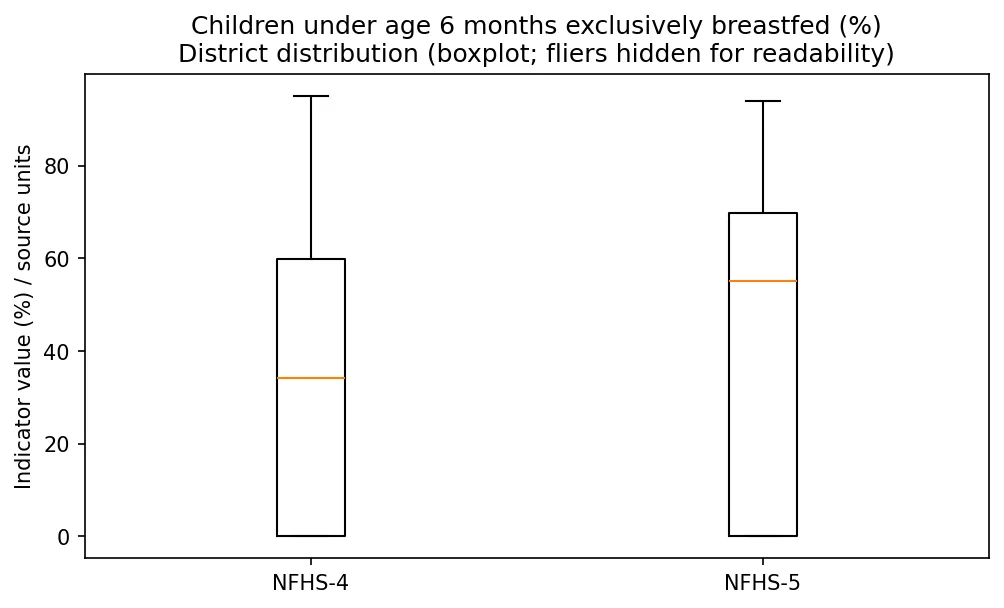 Children under age 6 months exclusively breastfed (%)
District distribution (boxplot; fliers hidden for readability)
Indicator value (%) / source units
80
60
40
20
0
NFHS-4
NFHS-5